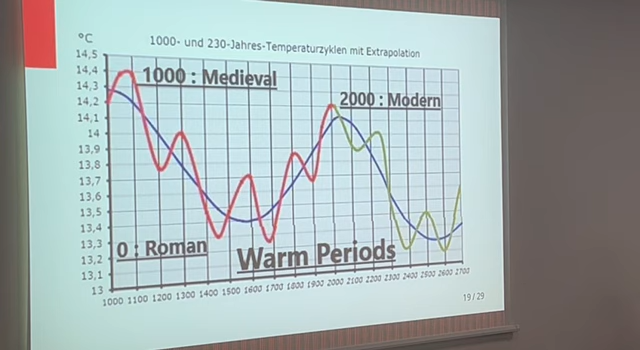 °C
1000- und 230-Jahres-Temperaturzyklen mit Extrapolation
14,5
14,4
14,3
14,2
14,1
14
13,9
13,8
13,7
13,6
13,5
13,4
13,3
13,2
13,1
13
1000 : Medieval
2000 : Modern
0 : Roman
Warm Periods
1000 1100 1200 1300 1400 1500 1600 1700 1800 1900 2000 2100 2200 2300 2400 2500 2600 2700
19 / 29